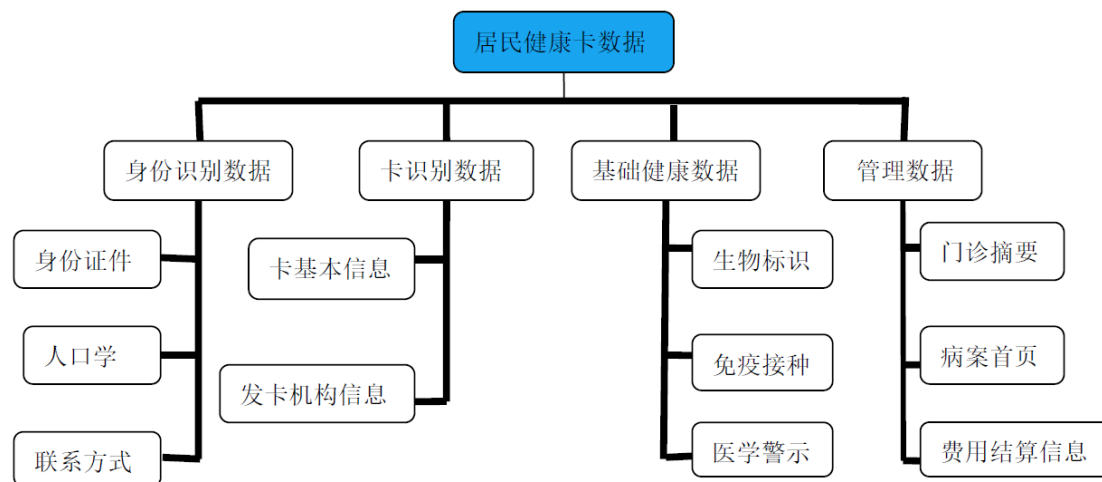 居民健康卡数据
身份识别数据
卡识别数据
基础健康数据
管理数据
身份证件
人口学
联系方式
卡基本信息
发卡机构信息
生物标识
免疫接种
医学警示
门诊摘要
病案首页
费用结算信息